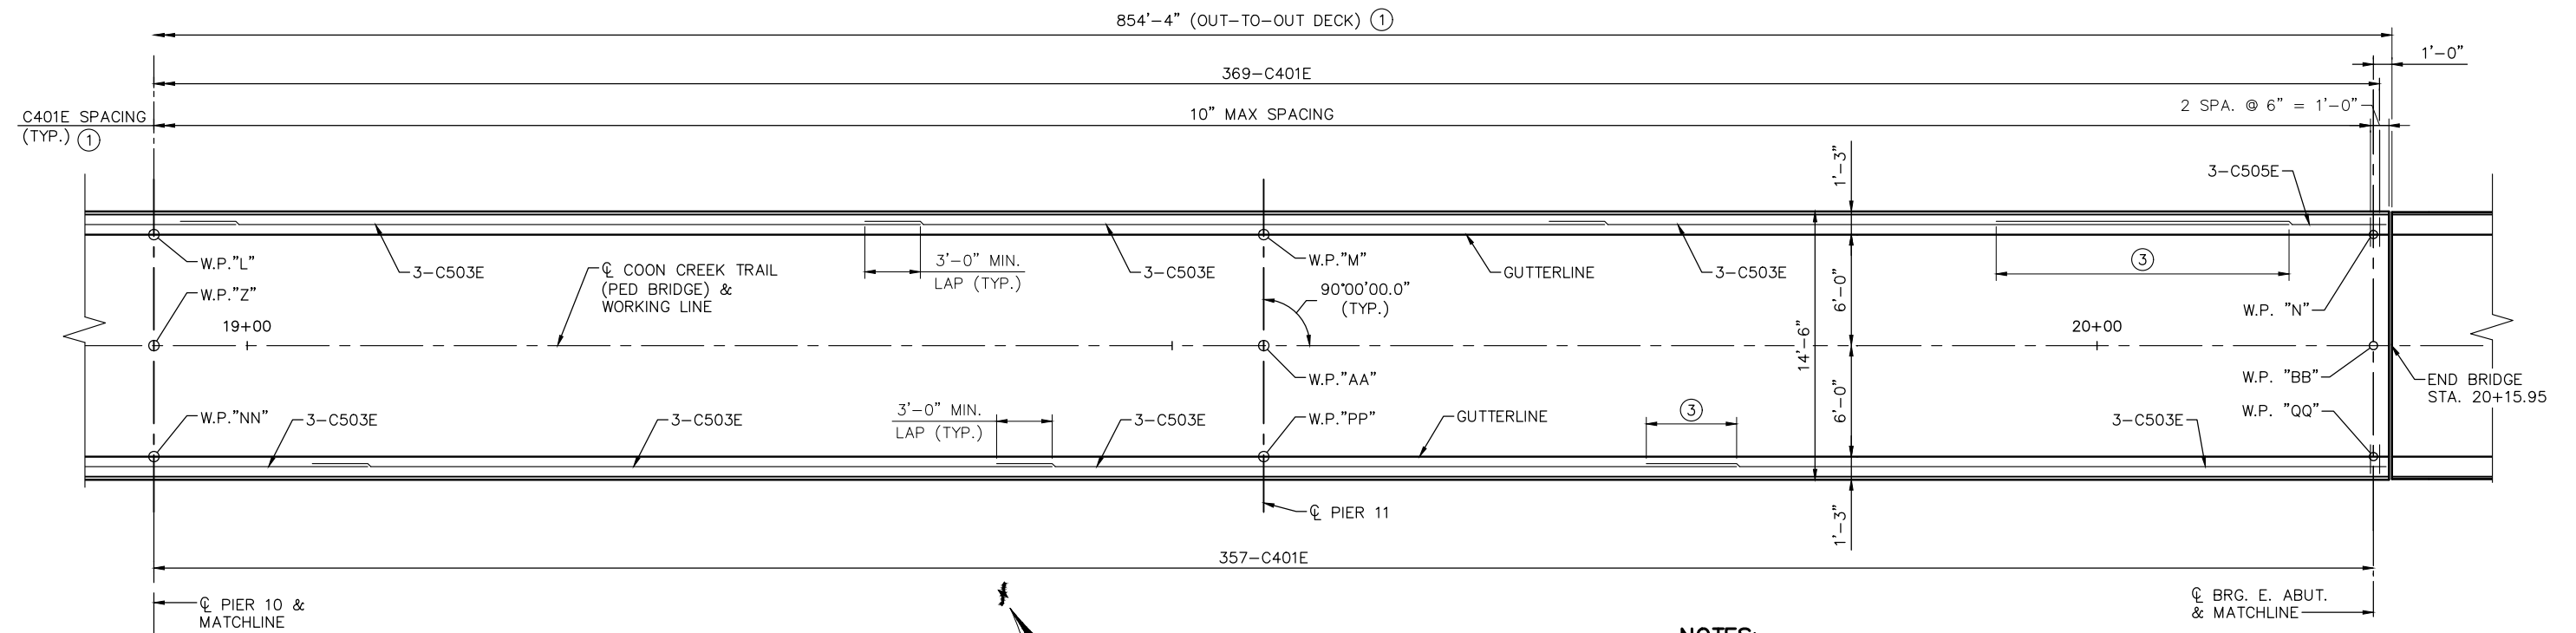 854'-4" (OUT-TO-OUT DECK) 1
1'-0"
369-C401E
2 SPA. @ 6" = 1'-0"
C401E SPACING
(TYP.) 1
10" MAX SPACING
1'-3"
3-C505E
W.P."L"
3-C503E
℄ COON CREEK TRAIL
(PED BRIDGE) &
WORKING LINE
3'-0" MIN.
LAP (TYP.)
3-C503E
W.P."M"
GUTTERLINE
3-C503E
3
W.P."Z"
19+00
90°00'00.0"
(TYP.)
6'-0"
W.P. "N"
20+00
14'-6"
W.P."AA"
W.P. "BB"
END BRIDGE
STA. 20+15.95
W.P."NN"
3-C503E
3-C503E
3'-0" MIN.
LAP (TYP.)
3-C503E
W.P."PP"
GUTTERLINE
3
6'-0"
3-C503E
W.P. "QQ"
℄ PIER 11
1'-3"
357-C401E
℄ PIER 10 &
MATCHLINE
℄ BRG. E. ABUT.
& MATCHLINE
NOTES: